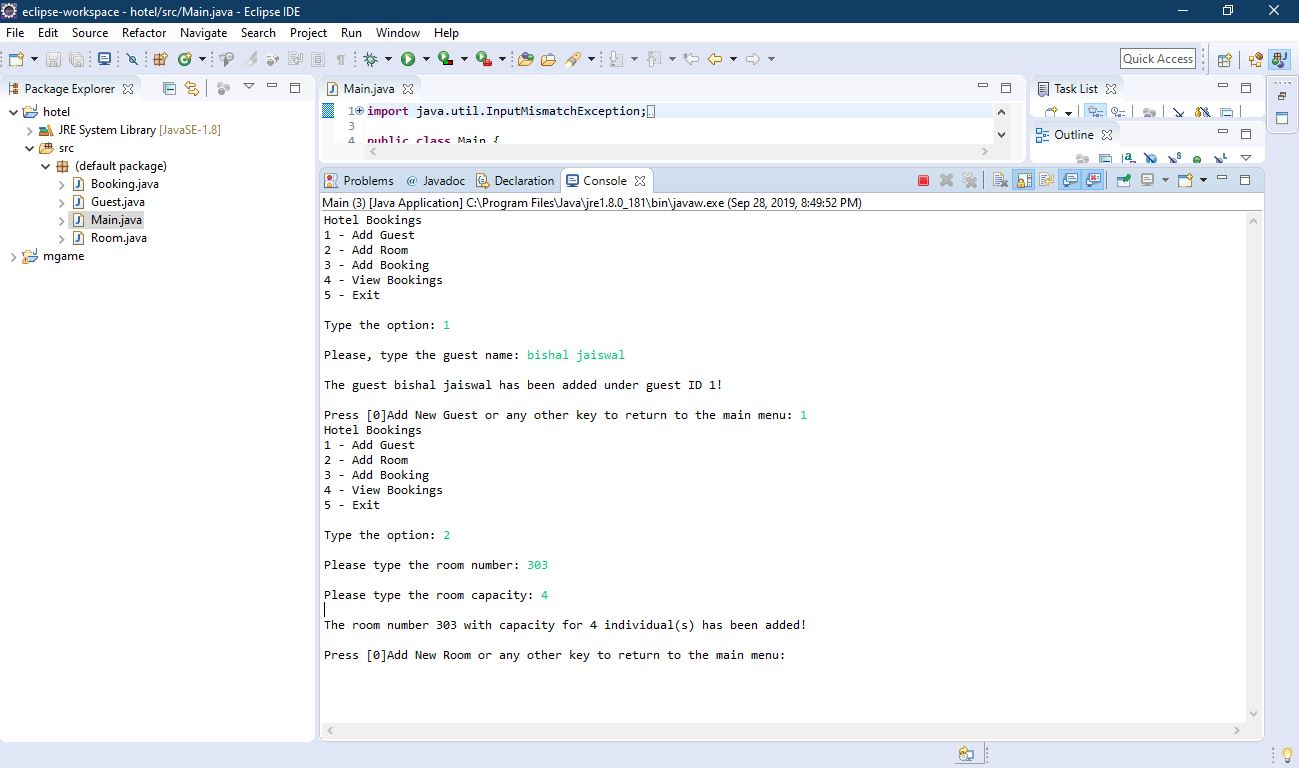 eclipse-workspace - hotel/src/Main.java - Eclipse IDE
File Edit Source Refactor Navigate Search Project Run Window Help
Quick Access
Package Explorer
hotel
JRE System Library [JavaSE-1.8]
src
(default package)
Booking.java
Guest.java
Main.java
Room.java
mgame
Main.java
1 import java.util.InputMismatchException;
3
4 public class Main {
Task List
Outline
Problems @ Javadoc Declaration Console
Main (3) [Java Application] C:\Program Files\Java\jre1.8.0_181\bin\javaw.exe (Sep 28, 2019, 8:49:52 PM)
Hotel Bookings
1 - Add Guest
2 - Add Room
3 - Add Booking
4 - View Bookings
5 - Exit
Type the option: 1
Please, type the guest name: bishal jaiswal
The guest bishal jaiswal has been added under guest ID 1!
Press [0]Add New Guest or any other key to return to the main menu: 1
Hotel Bookings
1 - Add Guest
2 - Add Room
3 - Add Booking
4 - View Bookings
5 - Exit
Type the option: 2
Please type the room number: 303
Please type the room capacity: 4
The room number 303 with capacity for 4 individual(s) has been added!
Press [0]Add New Room or any other key to return to the main menu: